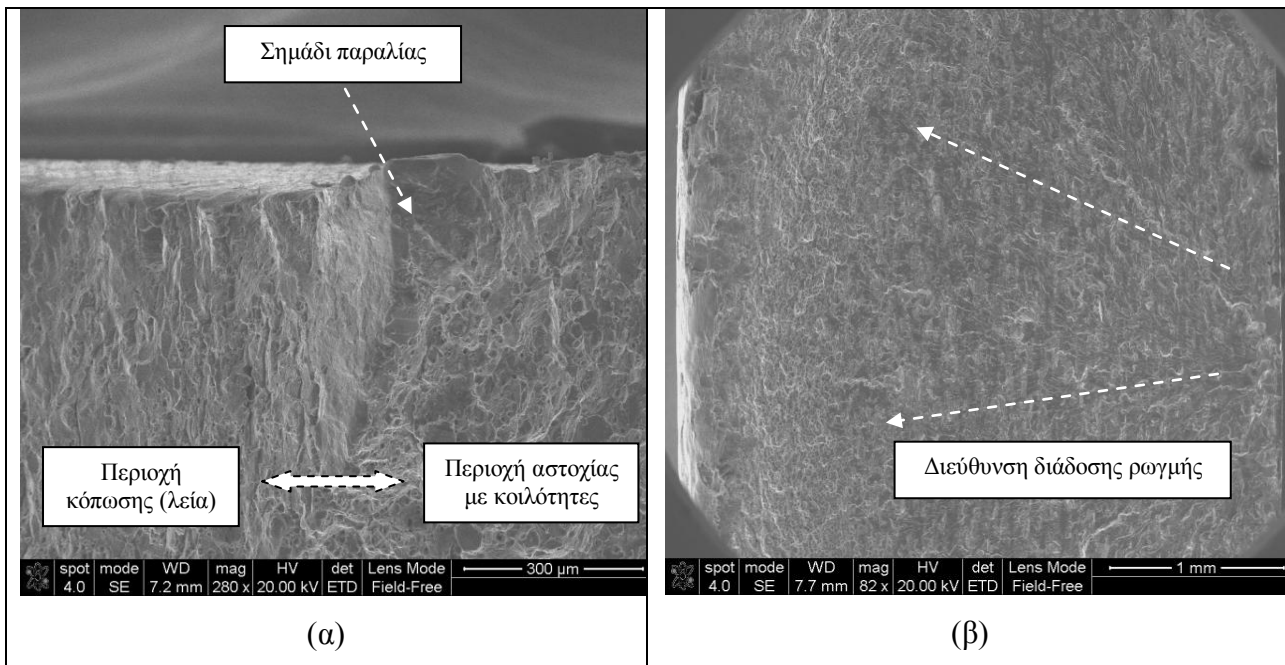 Σημάδι παραλίας
Περιοχή
κόπωσης (λεία)
Περιοχή αστοχίας
με κοιλότητες
spot mode WD mag HV det Lens Mode
4.0 SE 7.2 mm 280 x 20.00 kV ETD Field-Free
300 μm
(α)
Διεύθυνση διάδοσης ρωγμής
spot mode WD mag HV det Lens Mode
4.0 SE 7.7 mm 82 x 20.00 kV ETD Field-Free
1 mm
(β)